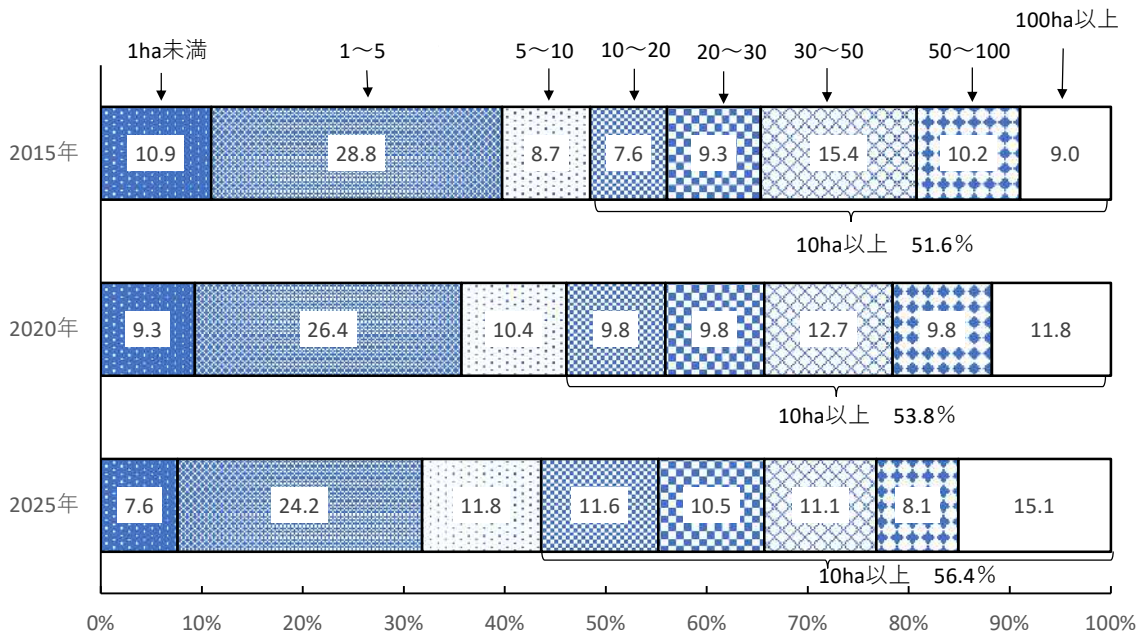 100ha以上
1ha未満 1～5 5～10 10～20 20～30 30～50 50～100
2015年 10.9 28.8 8.7 7.6 9.3 15.4 10.2 9.0
10ha以上 51.6％
2020年 9.3 26.4 10.4 9.8 9.8 12.7 9.8 11.8
10ha以上 53.8％
2025年 7.6 24.2 11.8 11.6 10.5 11.1 8.1 15.1
10ha以上 56.4％
0% 10% 20% 30% 40% 50% 60% 70% 80% 90% 100%